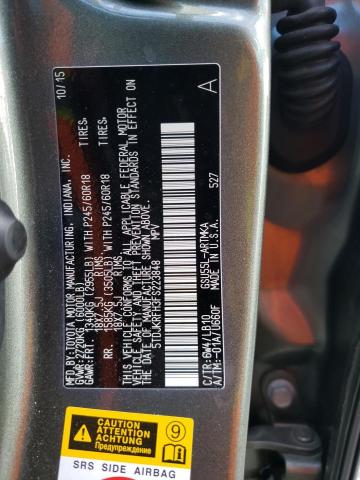 MFD. BY: TOYOTA MOTOR MANUFACTURING, INDIANA, INC. 10/15
GVWR: 2720KG (6000LB)
GAWR: FRT. 1340KG (2955LB) WITH P245/60R18 TIRES,
18X7.5J RIMS,
RR. 1585KG (3505LB) WITH P245/60R18 TIRES,
18X7.5J RIMS,
THIS VEHICLE CONFORMS TO ALL APPLICABLE FEDERAL MOTOR
VEHICLE SAFETY AND THEFT PREVENTION STANDARDS IN EFFECT ON
THE DATE OF MANUFACTURE SHOWN ABOVE.
5TDJKRFH3FS223848 MPV
A
527
C/TR: 6W4/LB10 GSU55L-ARTMKA
A/TM: -01A/U660F MADE IN U.S.A.
CAUTION
ATTENTION
ACHTUNG
Предупреждение
Попередження
9
SRS SIDE AIRBAG